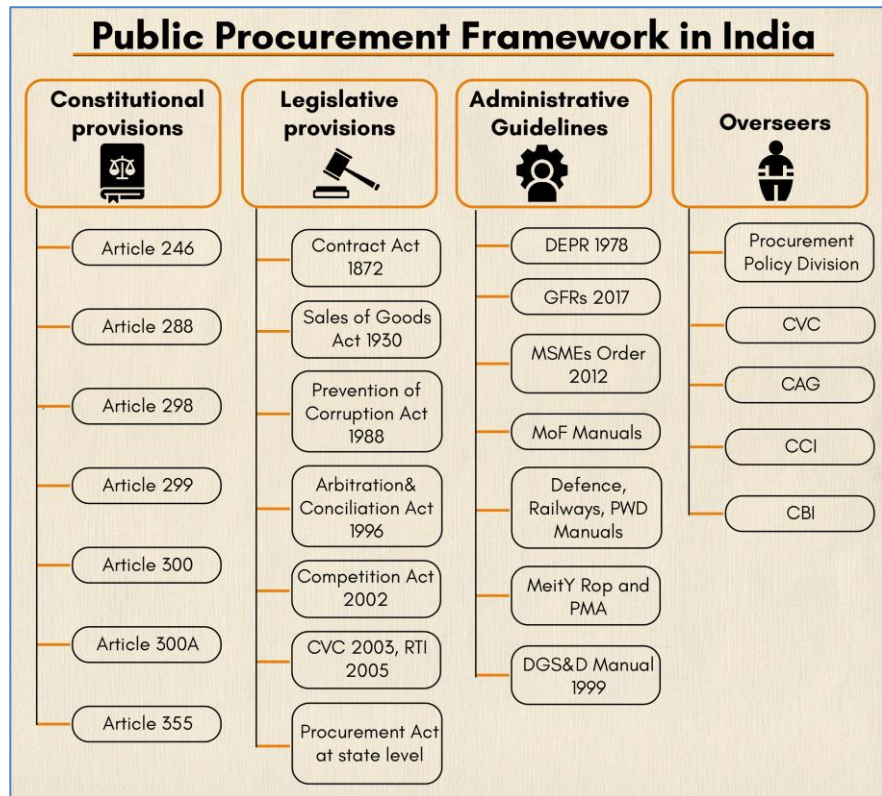 Public Procurement Framework in India
Constitutional
provisions
Article 246
Article 288
Article 298
Article 299
Article 300
Article 300A
Article 355
Legislative
provisions
Contract Act
1872
Sales of Goods
Act 1930
Prevention of
Corruption Act
1988
Arbitration&
Conciliation Act
1996
Competition Act
2002
CVC 2003, RTI
2005
Procurement Act
at state level
Administrative
Guidelines
DEPR 1978
GFRs 2017
MSMEs Order
2012
MoF Manuals
Defence,
Railways, PWD
Manuals
MeitY Rop and
PMA
DGS&D Manual
1999
Overseers
Procurement
Policy Division
CVC
CAG
CCI
CBI